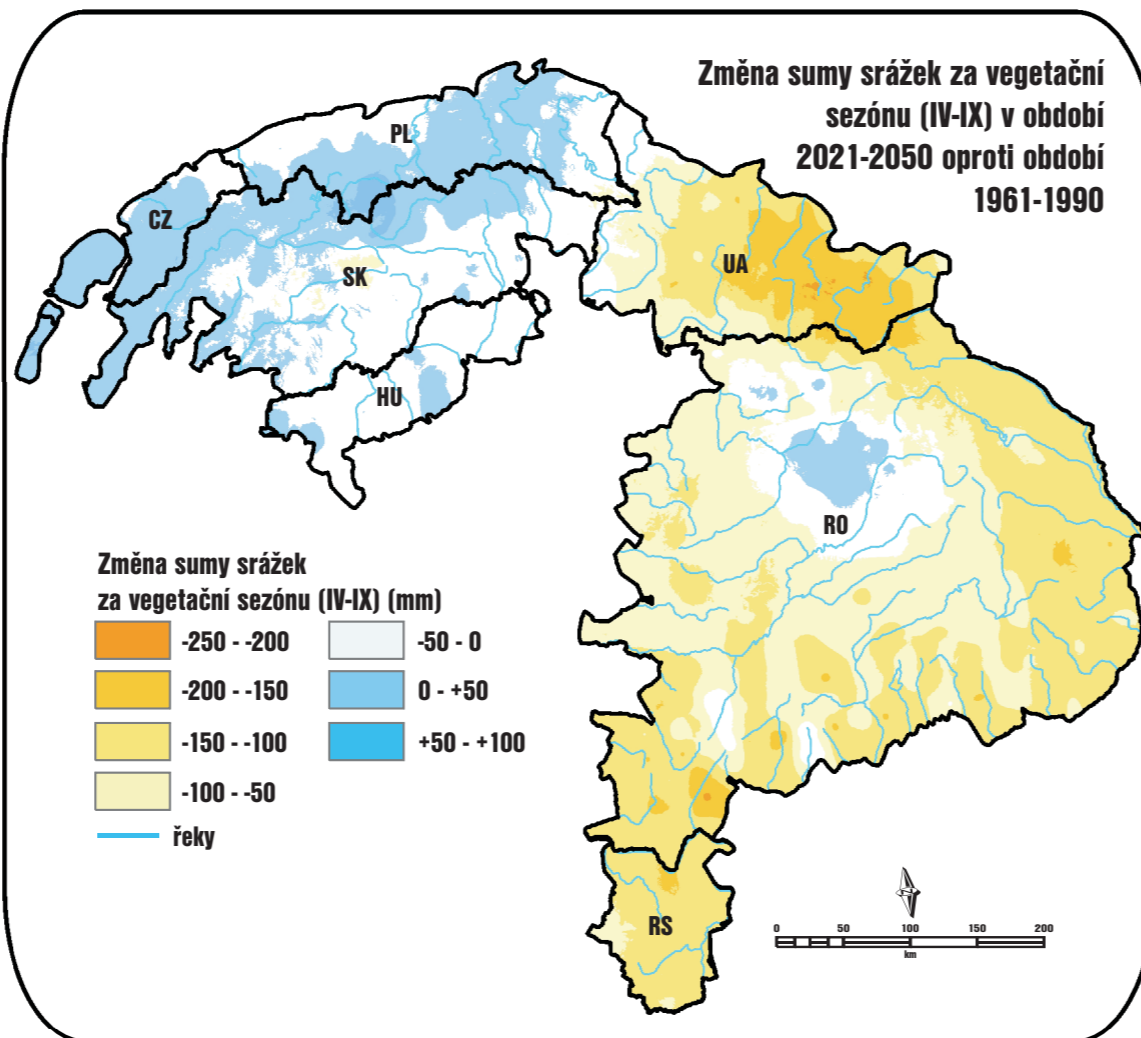 Změna sumy srážek za vegetační
sezónu (IV-IX) v období
2021-2050 oproti období
1961-1990
PL
CZ
SK
UA
HU
RO
RS
Změna sumy srážek
za vegetační sezónu (IV-IX) (mm)
-250 - -200
-200 - -150
-150 - -100
-100 - -50
-50 - 0
0 - +50
+50 - +100
řeky
0 50 100 150 200
km